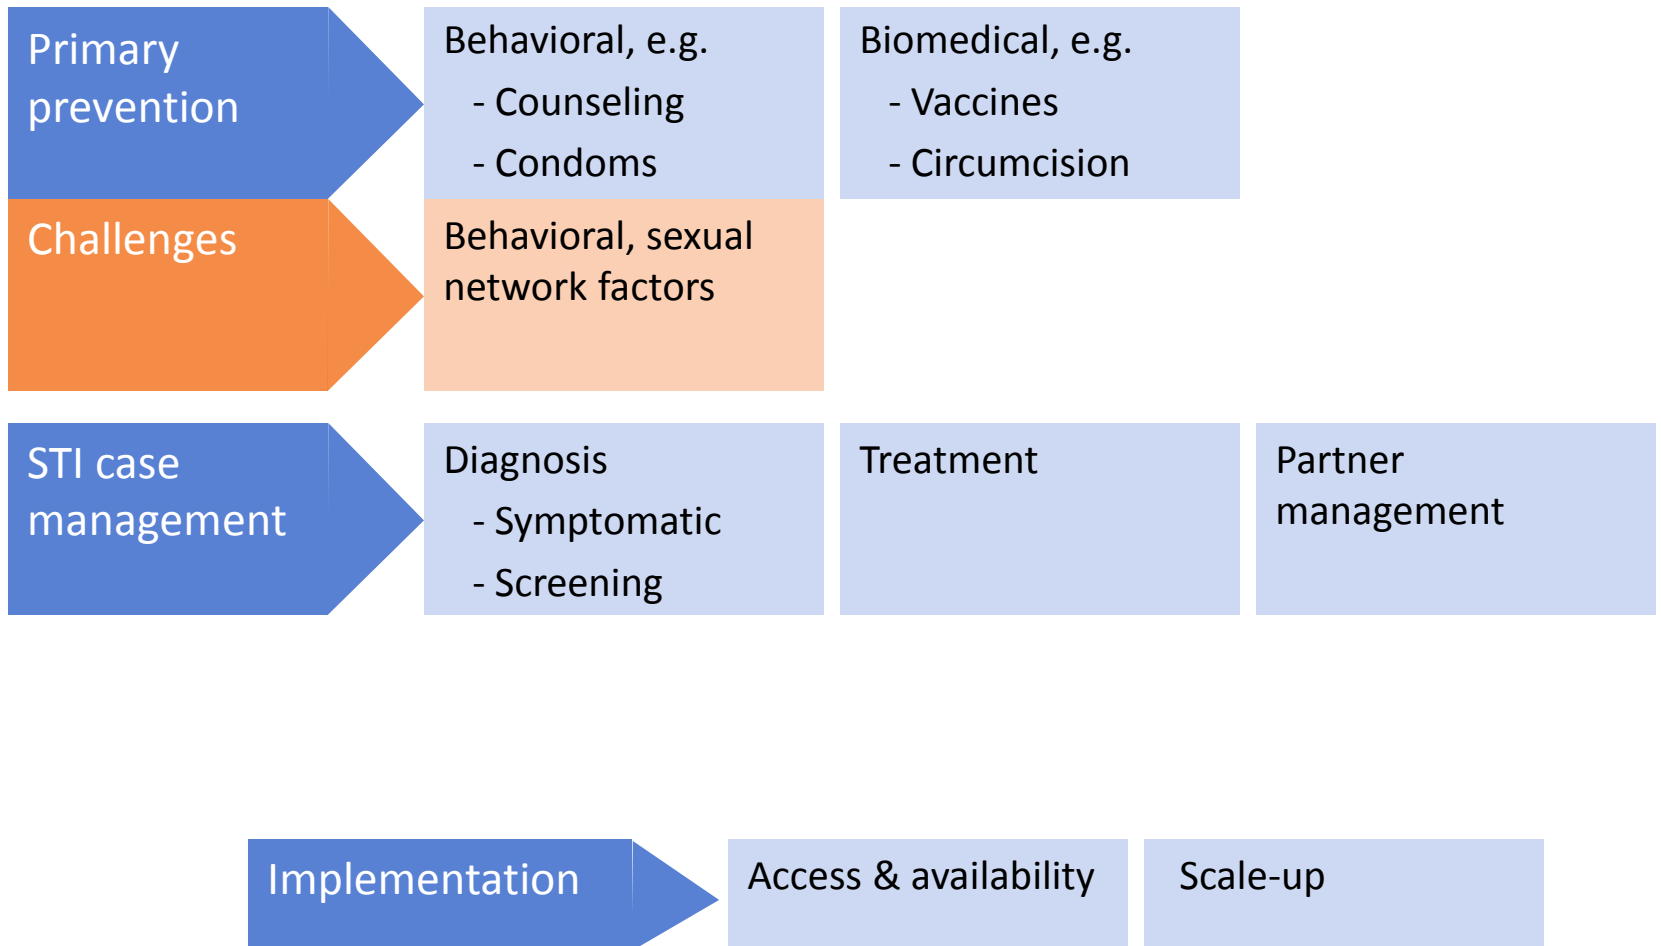 Primary
prevention
Behavioral, e.g.
- Counseling
- Condoms
Biomedical, e.g.
- Vaccines
- Circumcision
Challenges
Behavioral, sexual
network factors
STI case
management
Diagnosis
- Symptomatic
- Screening
Treatment
Partner
management
Implementation
Access & availability
Scale-up